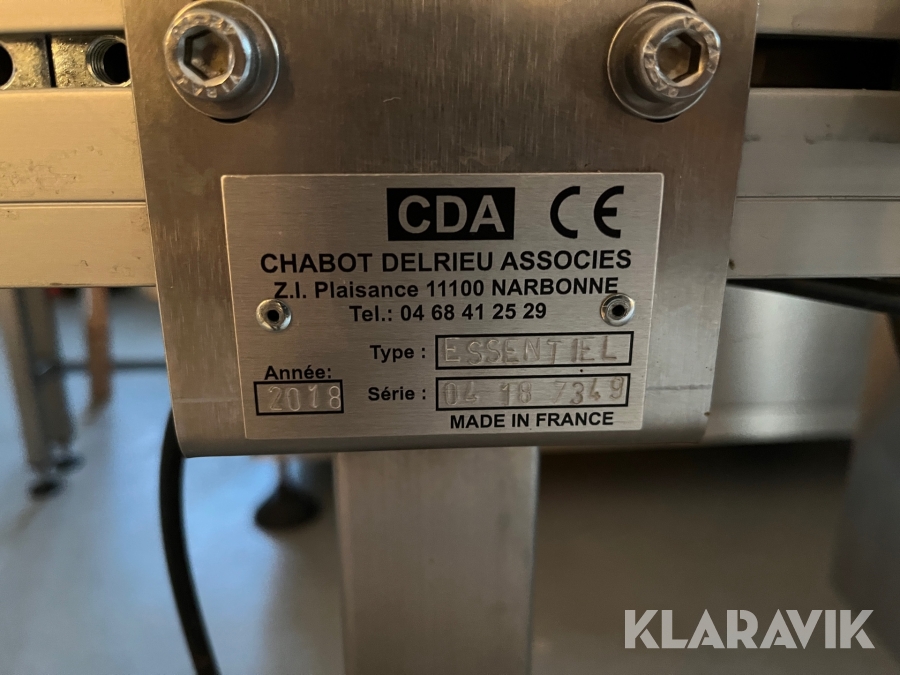 CDA CE
CHABOT DELRIEU ASSOCIES
Z.I. Plaisance 11100 NARBONNE
Tel.: 04 68 41 25 29
Type : ESSENTIEL
Année:
2018
Série : 04 18 7349
MADE IN FRANCE
KLARAVIK